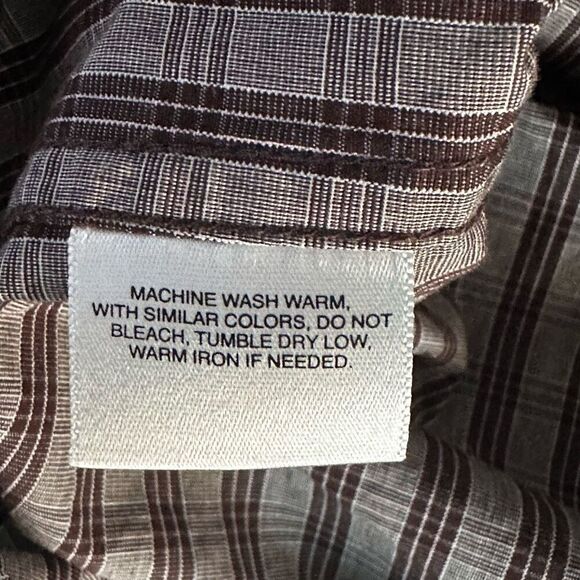 MACHINE WASH WARM,
WITH SIMILAR COLORS, DO NOT
BLEACH, TUMBLE DRY LOW,
WARM IRON IF NEEDED.